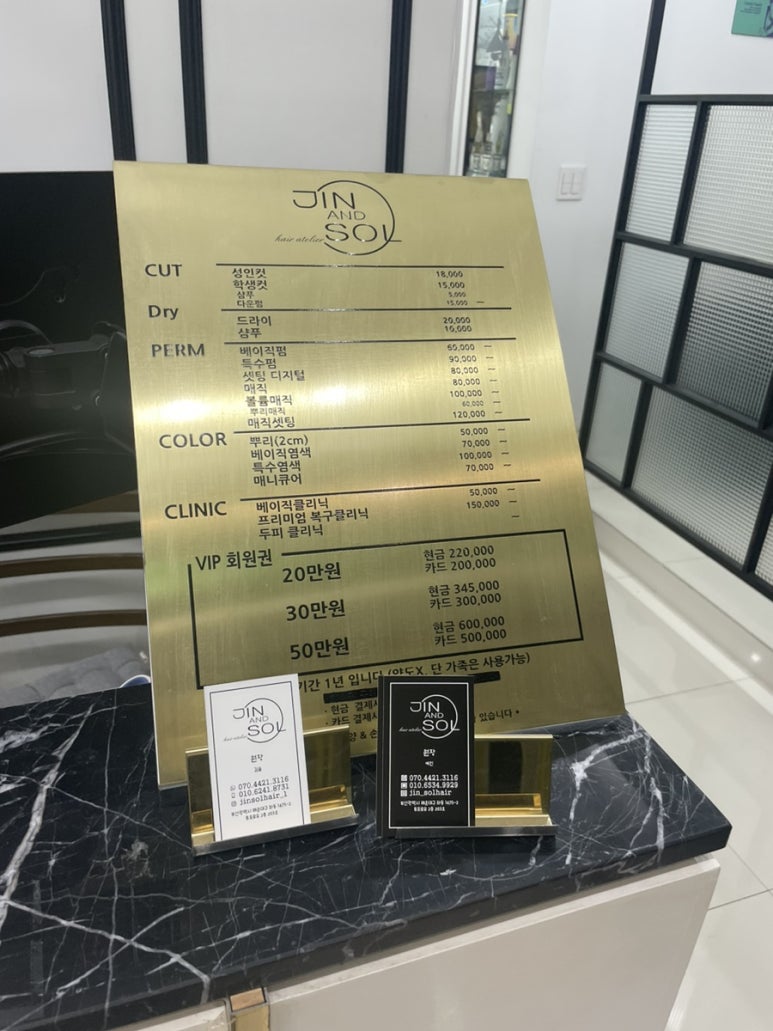 JIN
AND
hair atelier SOL
CUT 성인컷 18,000
학생컷 15,000
샴푸 5,000
다운펌 15,000 ~
Dry 드라이 20,000
샴푸 10,000
PERM 베이직펌 60,000 ~
특수펌 90,000 ~
셋팅 디지털 80,000 ~
매직 80,000 ~
볼륨매직 100,000 ~
뿌리매직 60,000 ~
매직셋팅 120,000 ~
COLOR 뿌리(2cm) 50,000 ~
베이직염색 70,000 ~
특수염색 100,000 ~
매니큐어 70,000 ~
CLINIC 베이직클리닉 50,000 ~
프리미엄 복구클리닉 150,000 ~
두피 클리닉 ~
VIP 회원권
20만원 현금 220,000
카드 200,000
30만원 현금 345,000
카드 300,000
50만원 현금 600,000
카드 500,000
기간 1년 입니다 (양도X, 단 가족은 사용가능)
· 현금 결제시
· 카드 결제시 있습니다 *
JIN
AND
hair atelier SOL
원장
070.4421.3116
010.6241.8731
jinsolhair_1
JIN
AND
hair atelier SOL
원장
070.4421.3116
010.6534.9929
jin_solhair